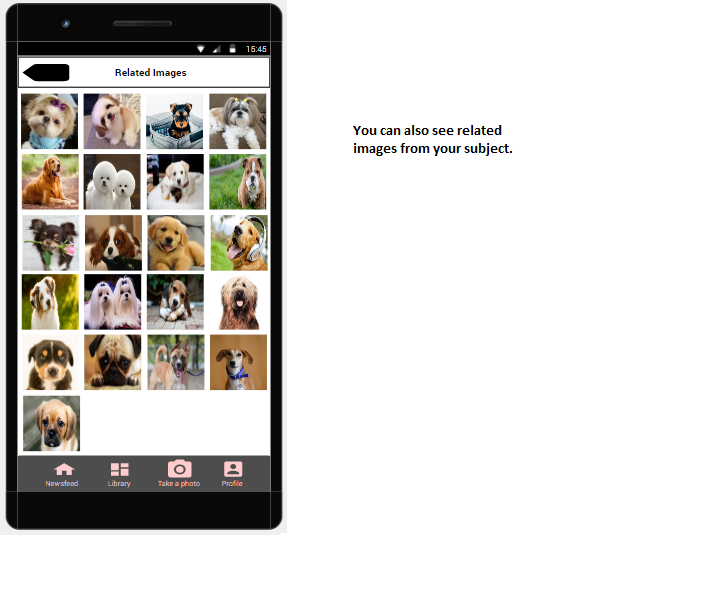 15:45
Related Images
You can also see related
images from your subject.
Newsfeed
Library
Take a photo
Profile